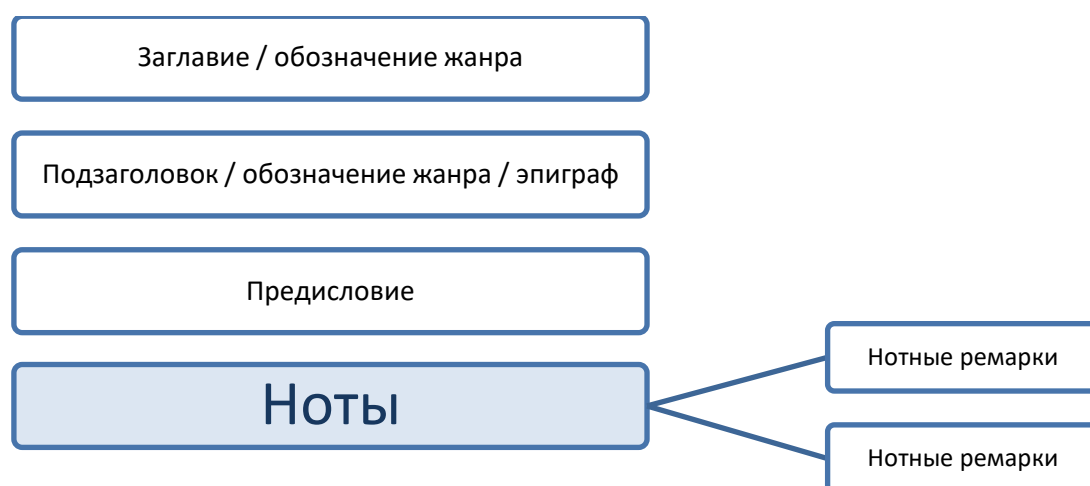 Заглавие / обозначение жанра
Подзаголовок / обозначение жанра / эпиграф
Предисловие
Ноты
Нотные ремарки
Нотные ремарки